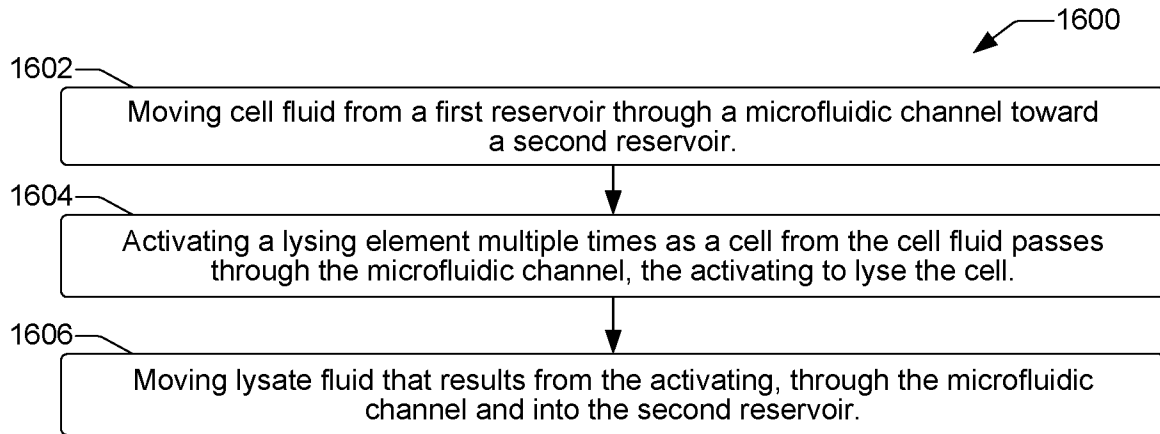 1600
1602
Moving cell fluid from a first reservoir through a microfluidic channel toward
a second reservoir.
1604
Activating a lysing element multiple times as a cell from the cell fluid passes
through the microfluidic channel, the activating to lyse the cell.
1606
Moving lysate fluid that results from the activating, through the microfluidic
channel and into the second reservoir.